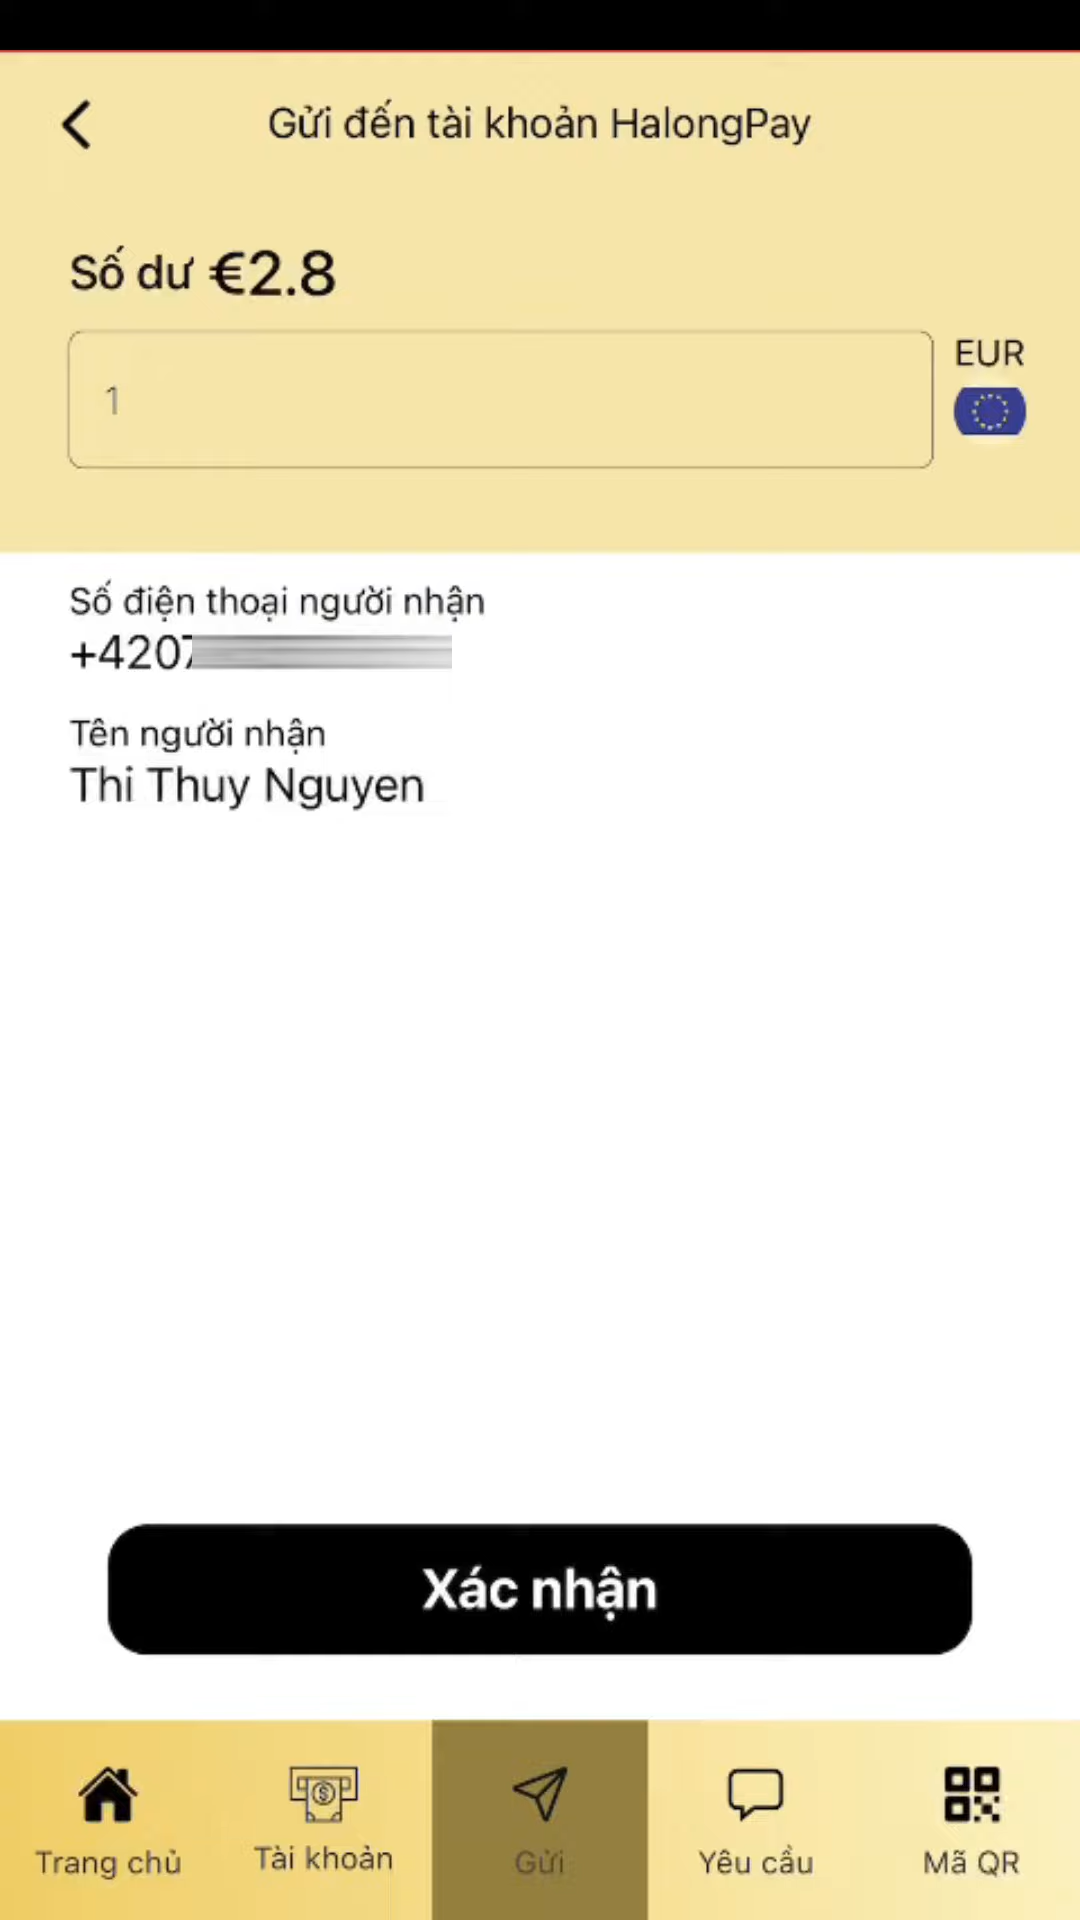 Gửi đến tài khoản HalongPay
Số dư €2.8
1
EUR
Số điện thoại người nhận
+4207
Tên người nhận
Thi Thuy Nguyen
Xác nhận
Trang chủ
Tài khoản
Gửi
Yêu cầu
Mã QR